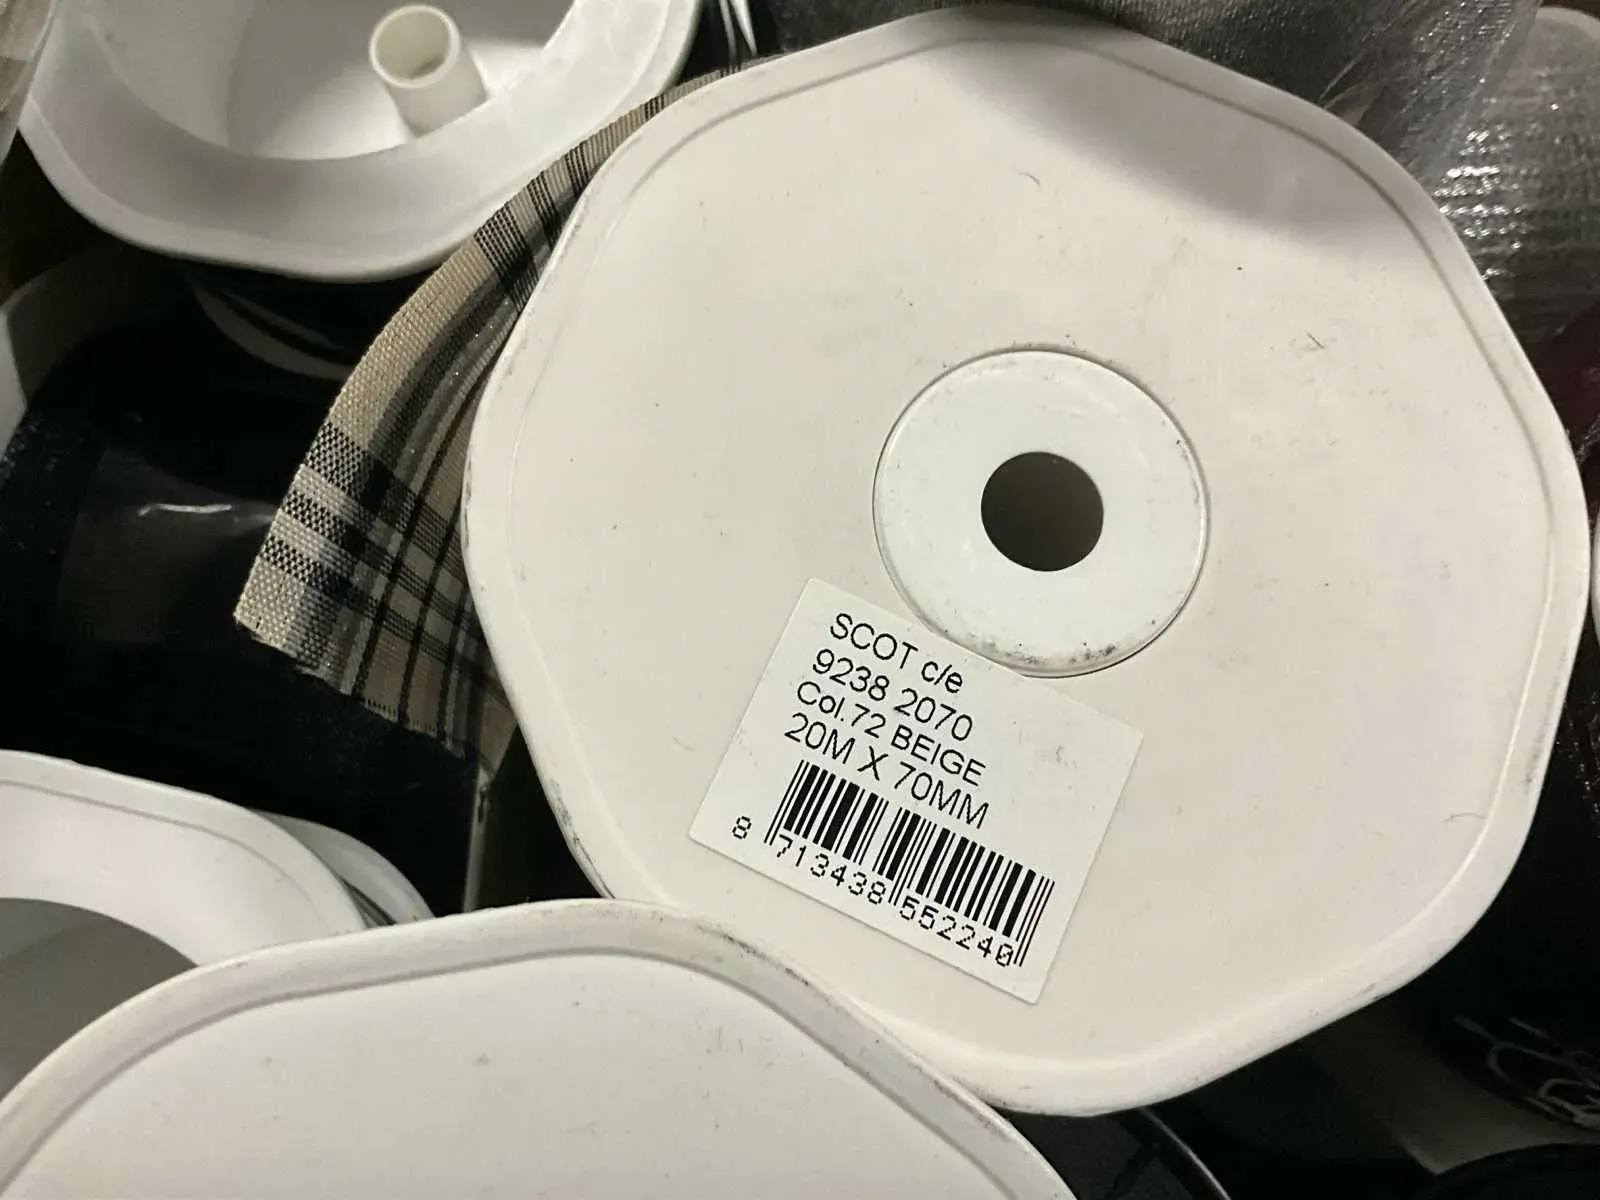 SCOT c/e
9238 2070
Col.72 BEIGE
20M X 70MM
8 713438 552240